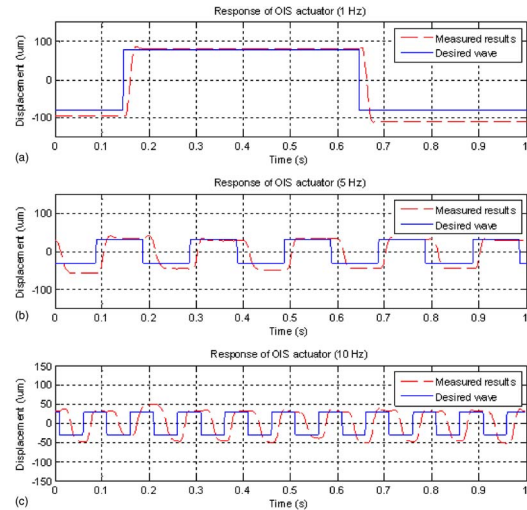 Response of OIS actuator (1 Hz)
Displacement (um)
100
0
-100
Measured results
Desired wave
0 0.1 0.2 0.3 0.4 0.5 0.6 0.7 0.8 0.9 1
(a)
Time (s)
Response of OIS actuator (5 Hz)
Displacement (um)
100
0
-100
Measured results
Desired wave
0 0.1 0.2 0.3 0.4 0.5 0.6 0.7 0.8 0.9 1
(b)
Time (s)
Response of OIS actuator (10 Hz)
Displacement (um)
150
100
50
0
-50
-100
-150
Measured results
Desired wave
0 0.1 0.2 0.3 0.4 0.5 0.6 0.7 0.8 0.9 1
(c)
Time (s)